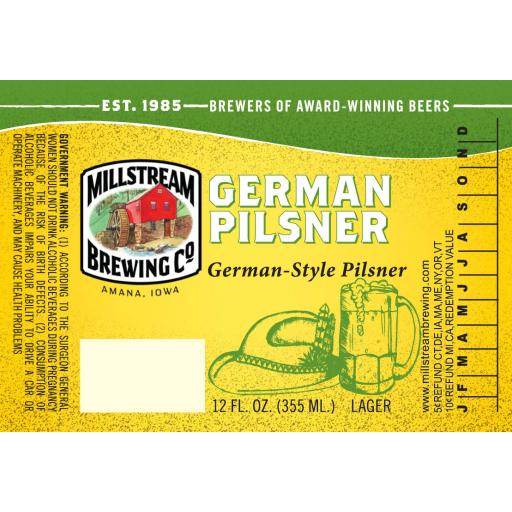 EST. 1985
BREWERS OF AWARD-WINNING BEERS
GOVERNMENT WARNING: (1) ACCORDING TO THE SURGEON GENERAL
WOMEN SHOULD NOT DRINK ALCOHOLIC BEVERAGES DURING PREGNANCY
BECAUSE OF THE RISK OF BIRTH DEFECTS. (2) CONSUMPTION OF
ALCOHOLIC BEVERAGES IMPAIRS YOUR ABILITY TO DRIVE A CAR OR
OPERATE MACHINERY, AND MAY CAUSE HEALTH PROBLEMS
MILLSTREAM
BREWING CO
AMANA, IOWA
GERMAN
PILSNER
German-Style Pilsner
12 FL. OZ. (355 ML.) LAGER
www.millstreambrewing.com
5¢REFUND CT,DE,IA,MA,ME,NY,OR,VT
10¢REFUND MI,CA,REDEMPTION VALUE
J F M A M J J A S O N D